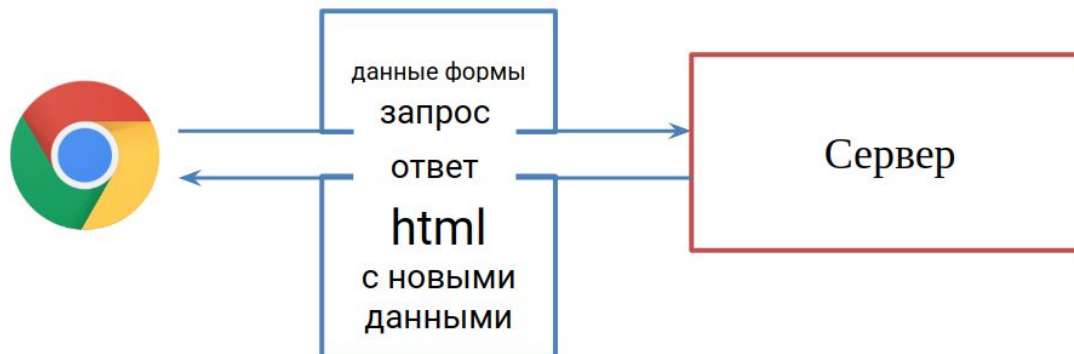 данные формы
запрос
ответ
html
с новыми
данными
Сервер